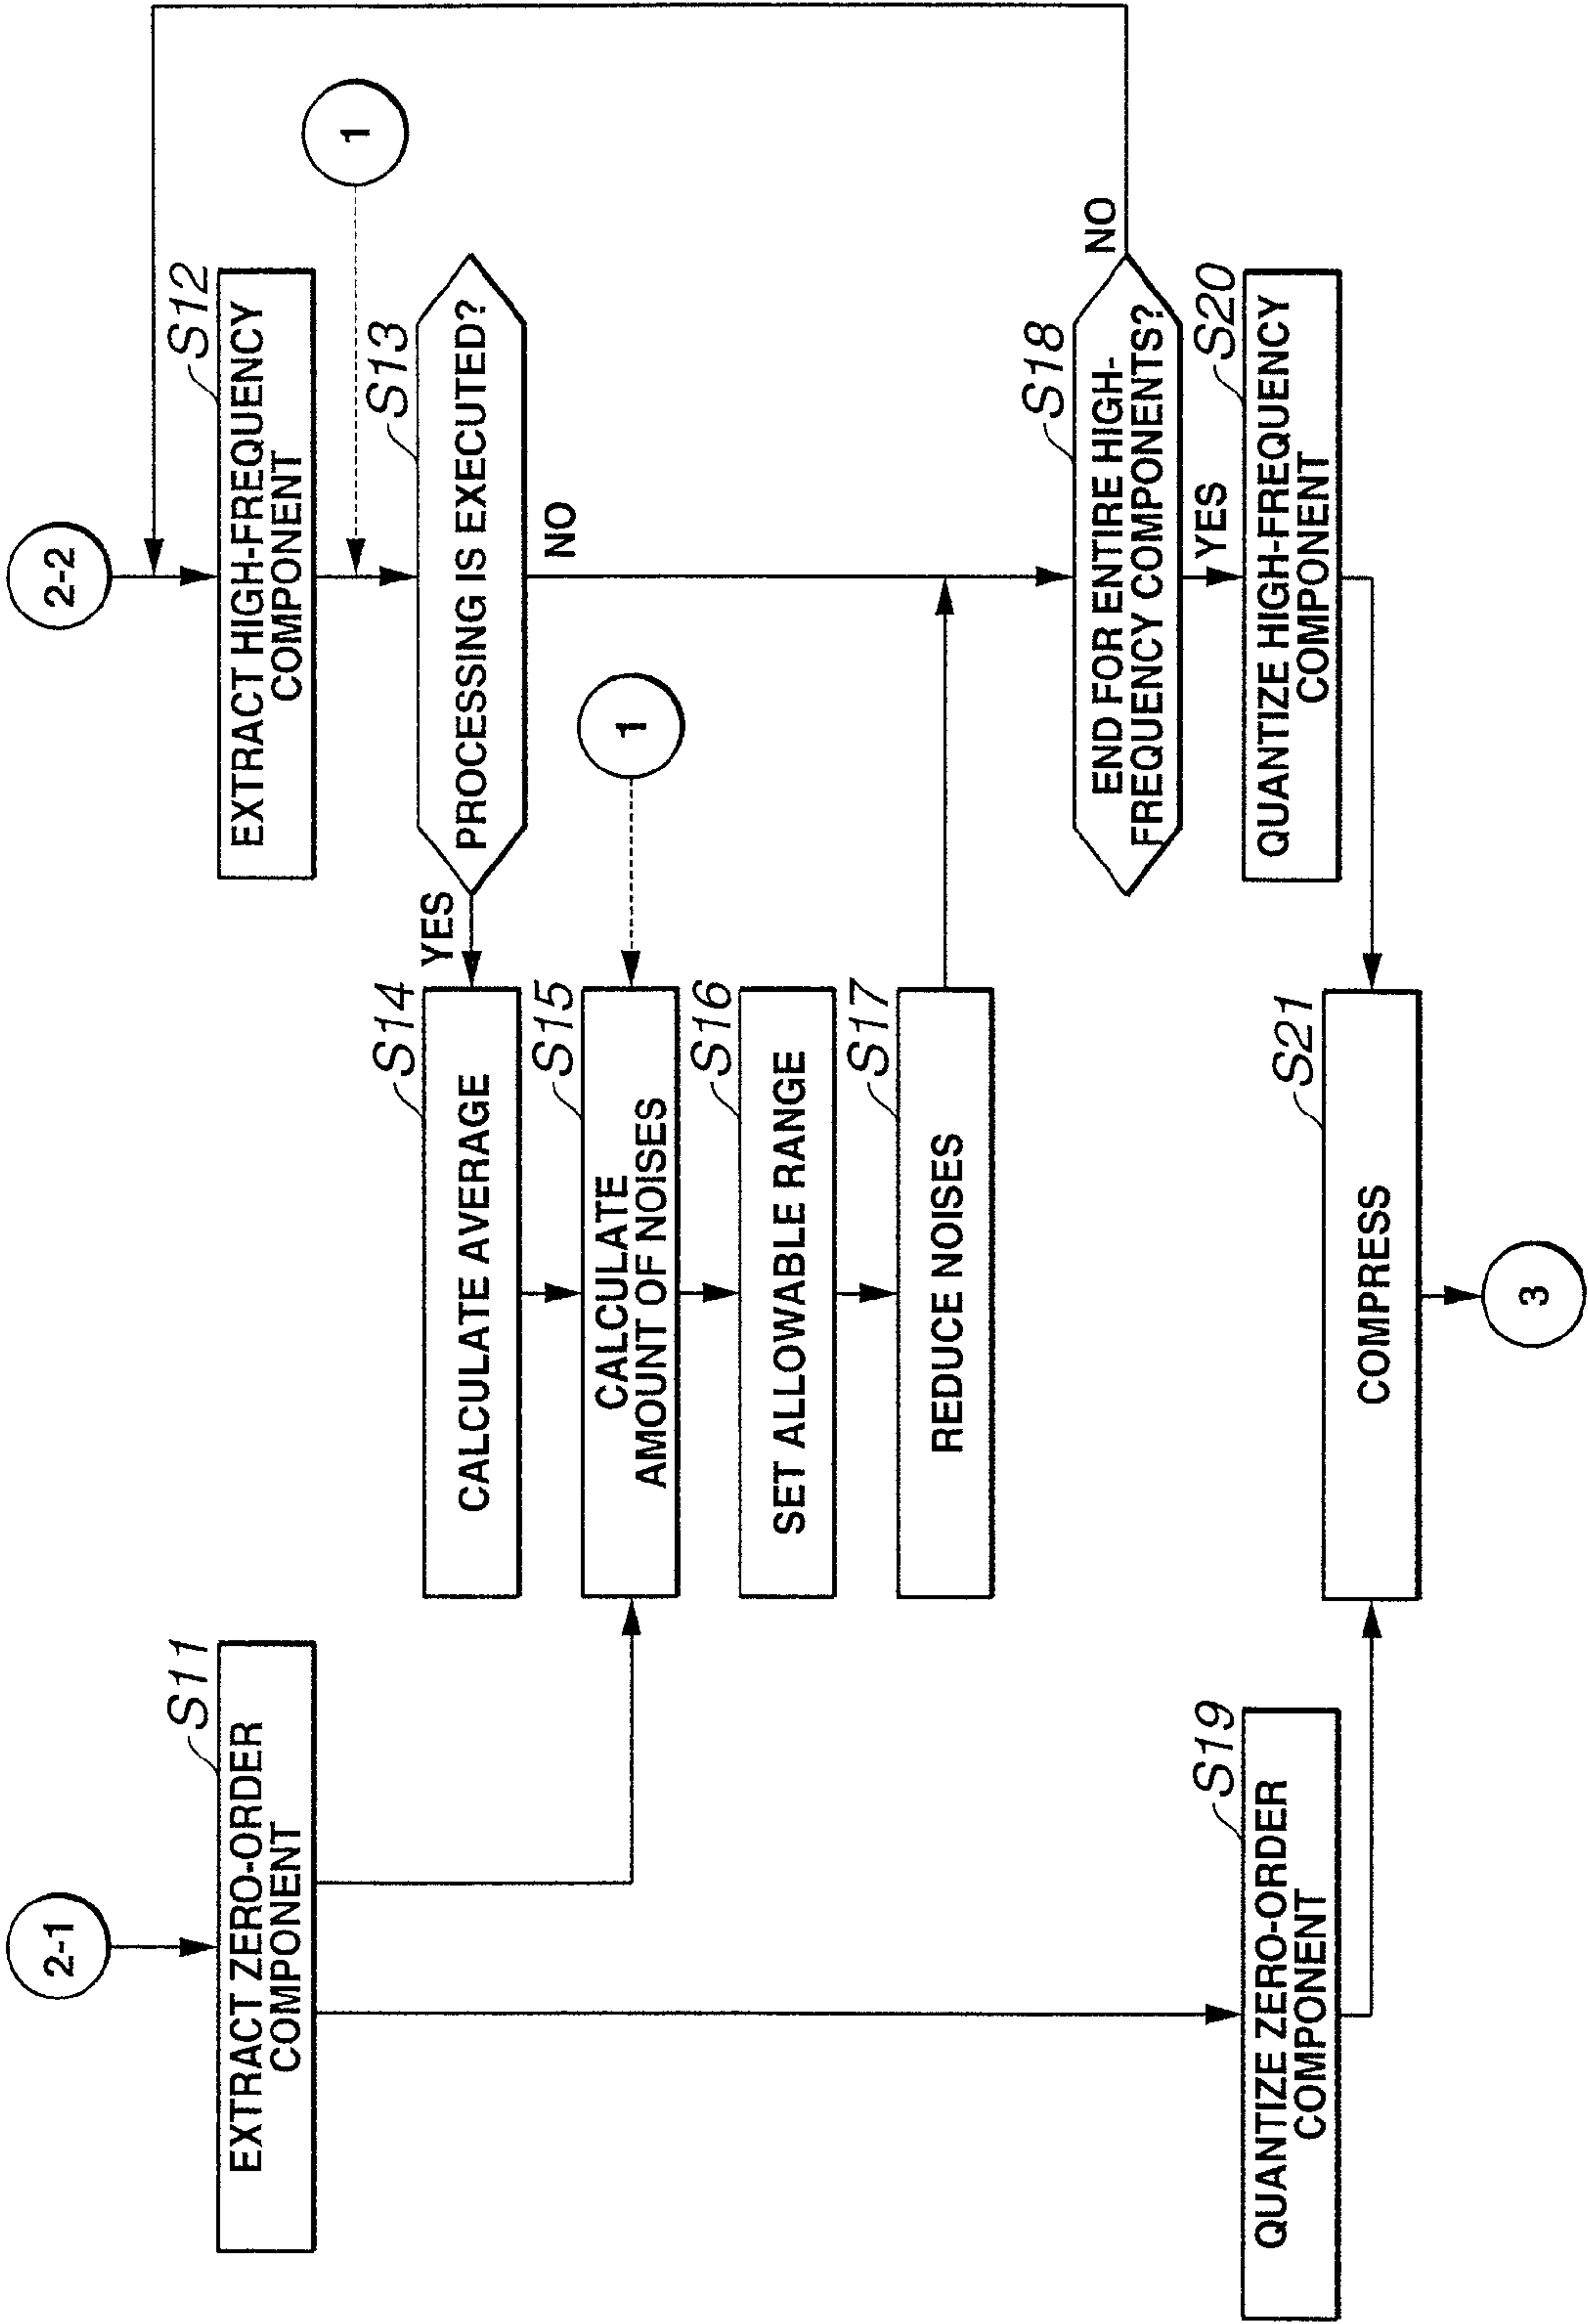 2-1
2-2
S11
EXTRACT ZERO-ORDER
COMPONENT
S12
EXTRACT HIGH-FREQUENCY
COMPONENT
1
S13
PROCESSING IS EXECUTED?
YES
NO
S14
CALCULATE AVERAGE
1
S15
CALCULATE
AMOUNT OF NOISES
S16
SET ALLOWABLE RANGE
S17
REDUCE NOISES
S18
END FOR ENTIRE HIGH-
FREQUENCY COMPONENTS?
NO
YES
S19
QUANTIZE ZERO-ORDER
COMPONENT
S20
QUANTIZE HIGH-FREQUENCY
COMPONENT
S21
COMPRESS
3